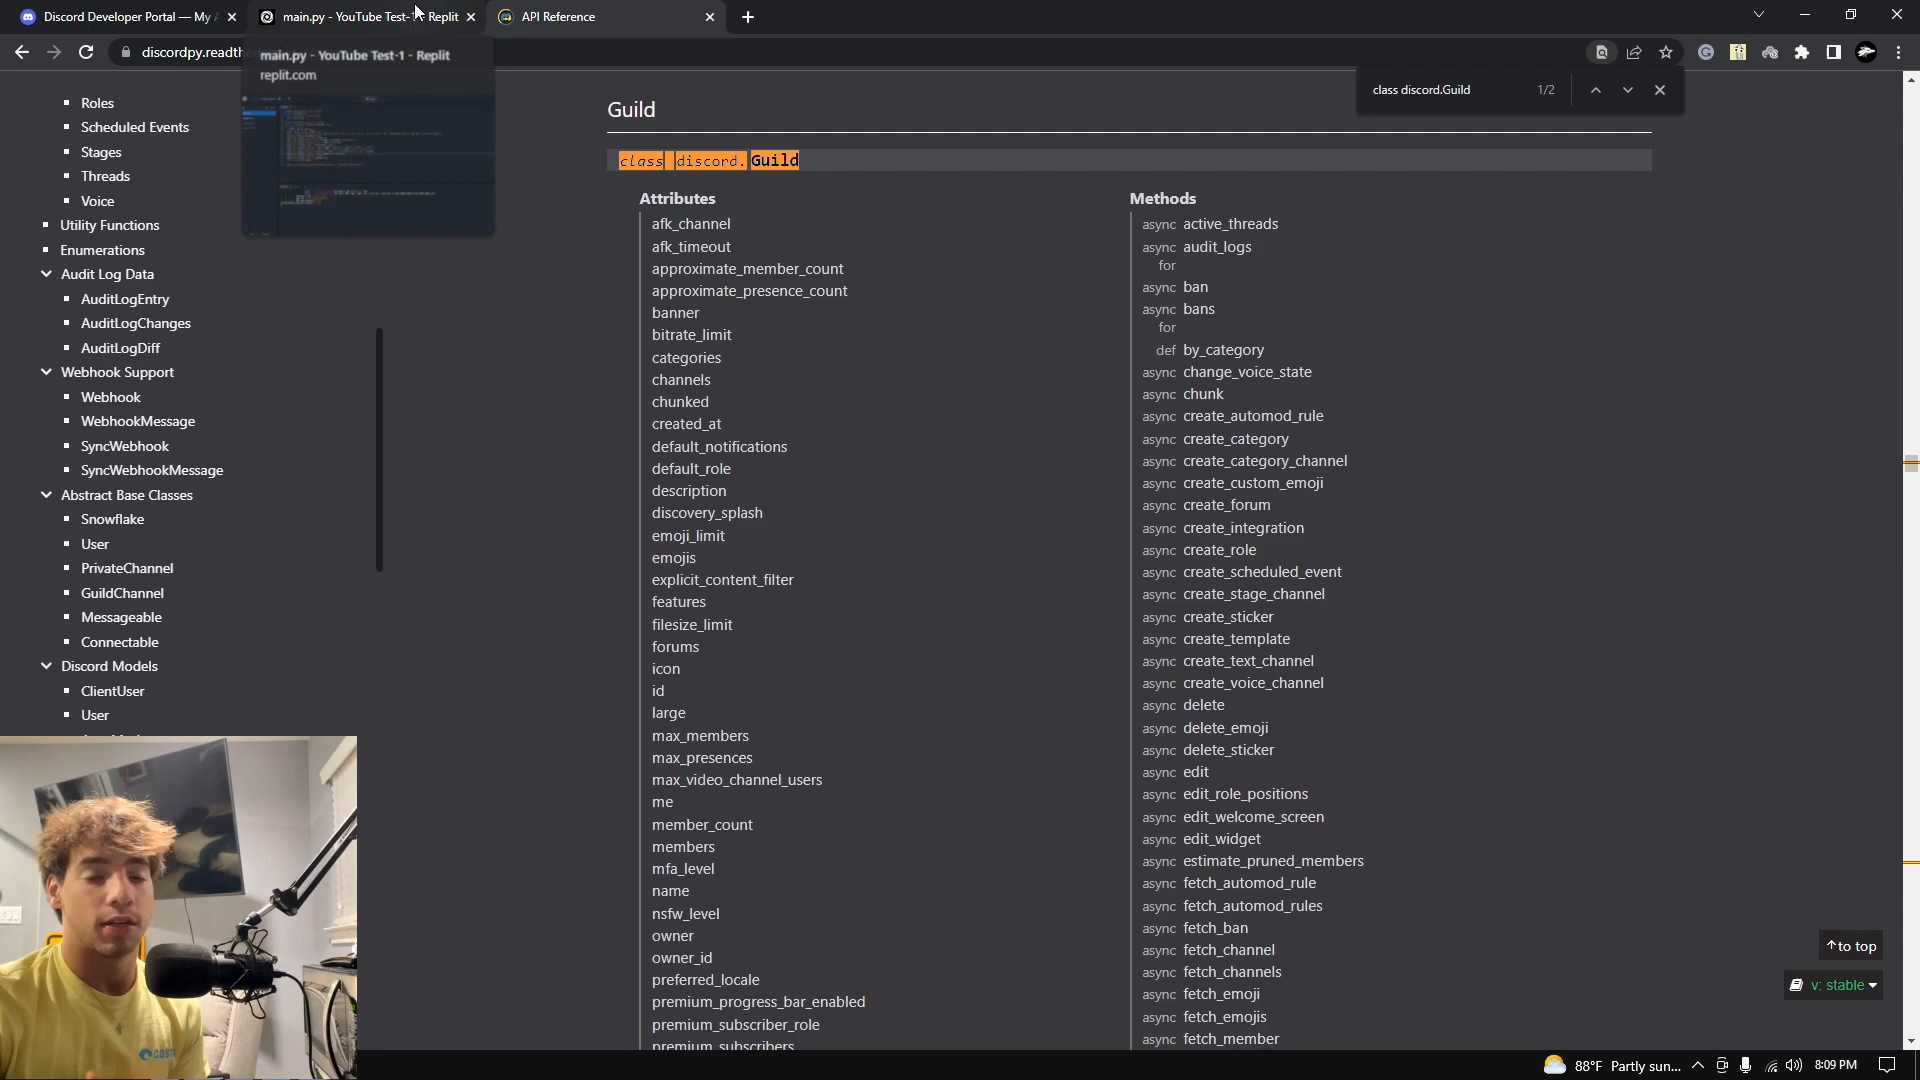 Discord Developer Portal — My
main.py - YouTube Test-1 - Replit
API Reference
discordpy.readthe
main.py - YouTube Test-1 - Replit
replit.com
class discord.Guild
1/2
Roles
Scheduled Events
Stages
Threads
Voice
Utility Functions
Enumerations
Audit Log Data
AuditLogEntry
AuditLogChanges
AuditLogDiff
Webhook Support
Webhook
WebhookMessage
SyncWebhook
SyncWebhookMessage
Abstract Base Classes
Snowflake
User
PrivateChannel
GuildChannel
Messageable
Connectable
Discord Models
ClientUser
User
Guild
class discord.Guild
Attributes
afk_channel
afk_timeout
approximate_member_count
approximate_presence_count
banner
bitrate_limit
categories
channels
chunked
created_at
default_notifications
default_role
description
discovery_splash
emoji_limit
emojis
explicit_content_filter
features
filesize_limit
forums
icon
id
large
max_members
max_presences
max_video_channel_users
me
member_count
members
mfa_level
name
nsfw_level
owner
owner_id
preferred_locale
premium_progress_bar_enabled
premium_subscriber_role
premium_subscribers
Methods
async active_threads
async audit_logs
for
async ban
async bans
for
def by_category
async change_voice_state
async chunk
async create_automod_rule
async create_category
async create_category_channel
async create_custom_emoji
async create_forum
async create_integration
async create_role
async create_scheduled_event
async create_stage_channel
async create_sticker
async create_template
async create_text_channel
async create_voice_channel
async delete
async delete_emoji
async delete_sticker
async edit
async edit_role_positions
async edit_welcome_screen
async edit_widget
async estimate_pruned_members
async fetch_automod_rule
async fetch_automod_rules
async fetch_ban
async fetch_channel
async fetch_channels
async fetch_emoji
async fetch_emojis
async fetch_member
↑to top
v: stable
88°F Partly sun...
8:09 PM